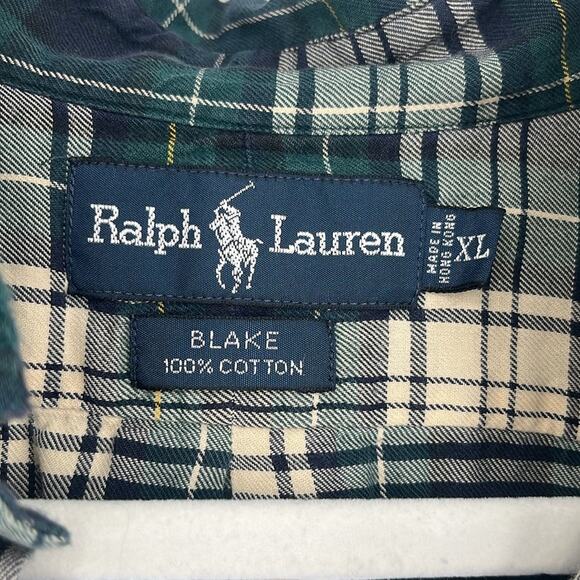 Ralph Lauren
MADE IN
HONG KONG
XL
BLAKE
100% COTTON